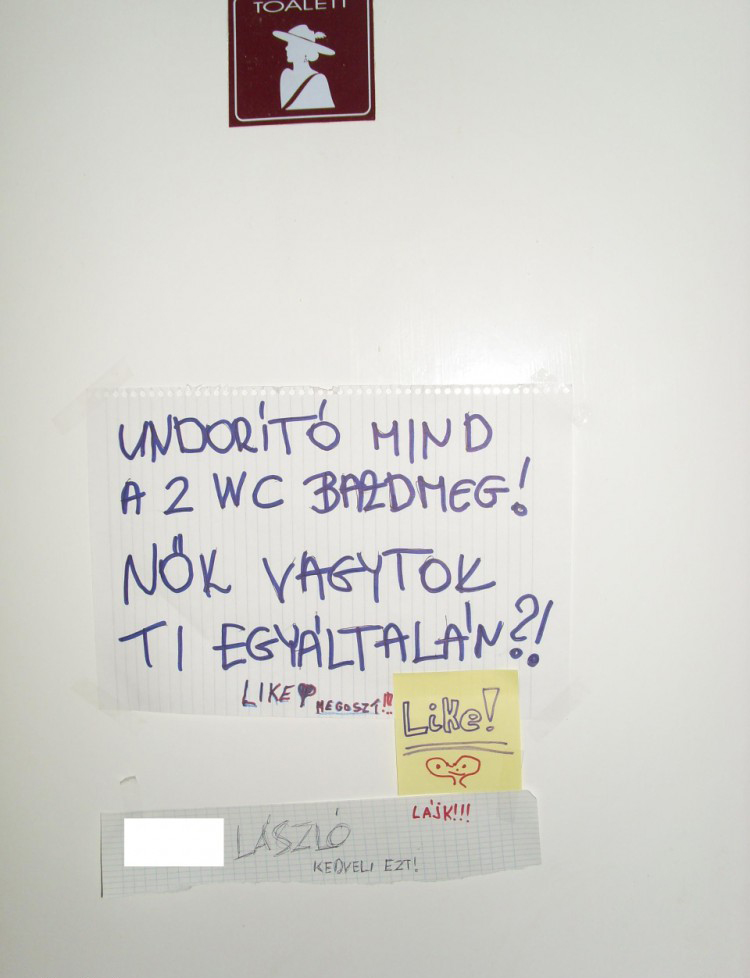 TOALETT
UNDORÍTÓ MIND
A 2 WC BAZDMEG!
NŐK VAGYTOK
TI EGYÁLTALÁN?!
LIKE
MEGOSZT!!!
Like!
LÁJK!!!
LÁSZLÓ
KEDVELI EZT!